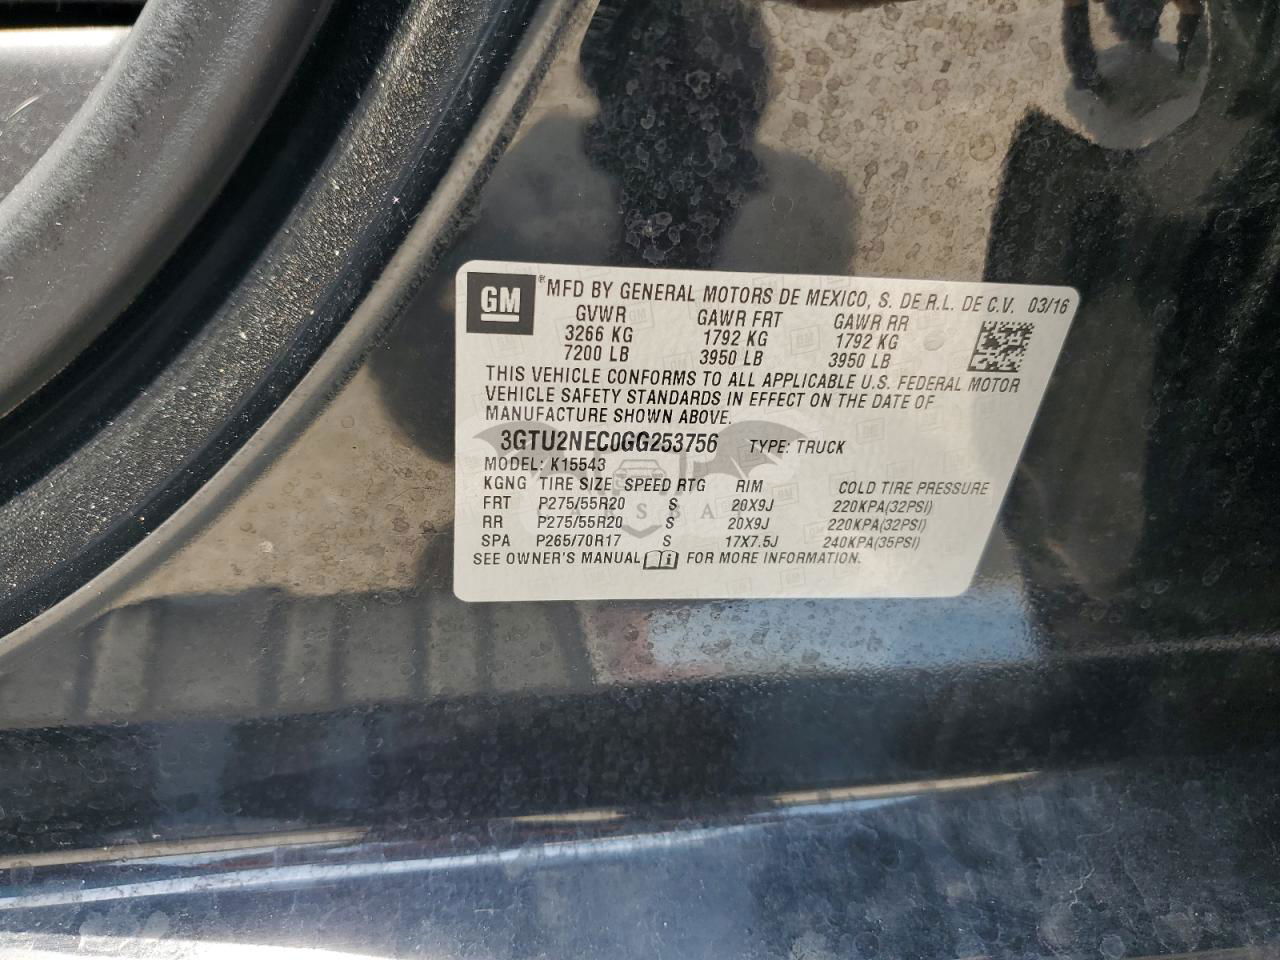 GM ® MFD BY GENERAL MOTORS DE MEXICO, S. DE R.L. DE C.V. 03/16
GVWR GAWR FRT GAWR RR
3266 KG 1792 KG 1792 KG
7200 LB 3950 LB 3950 LB
THIS VEHICLE CONFORMS TO ALL APPLICABLE U.S. FEDERAL MOTOR
VEHICLE SAFETY STANDARDS IN EFFECT ON THE DATE OF
MANUFACTURE SHOWN ABOVE.
3GTU2NEC0GG253756 TYPE: TRUCK
MODEL: K15543
KGNG TIRE SIZE SPEED RTG RIM COLD TIRE PRESSURE
FRT P275/55R20 S 20X9J 220KPA(32PSI)
RR P275/55R20 S 20X9J 220KPA(32PSI)
SPA P265/70R17 S 17X7.5J 240KPA(35PSI)
SEE OWNER'S MANUAL i FOR MORE INFORMATION.